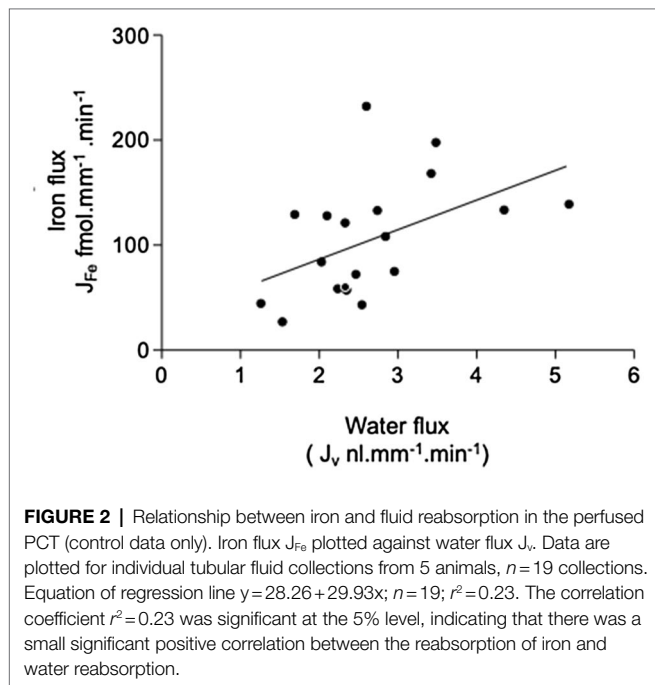 300
200
100
0
0 1 2 3 4 5 6
Iron flux
J_Fe fmol.mm⁻¹ .min⁻¹
Water flux
( J_v nl.mm⁻¹.min⁻¹)
FIGURE 2 | Relationship between iron and fluid reabsorption in the perfused
PCT (control data only). Iron flux J_Fe plotted against water flux J_v. Data are
plotted for individual tubular fluid collections from 5 animals, n=19 collections.
Equation of regression line y=28.26+29.93x; n=19; r²=0.23. The correlation
coefficient r²=0.23 was significant at the 5% level, indicating that there was a
small significant positive correlation between the reabsorption of iron and
water reabsorption.